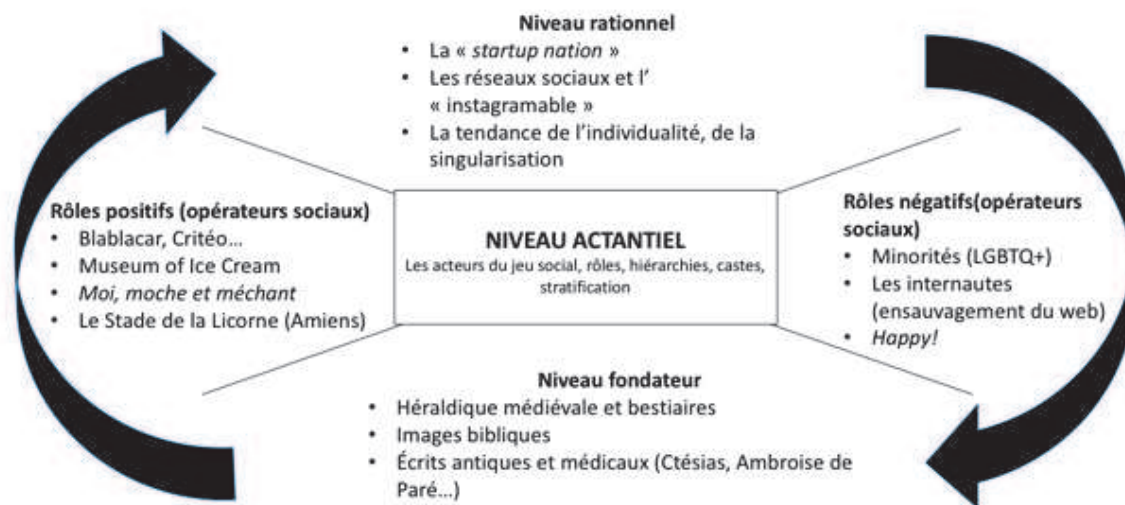 Niveau rationnel
• La « startup nation »
• Les réseaux sociaux et l’
« instagramable »
• La tendance de l’individualité, de la
singularisation
Rôles positifs (opérateurs sociaux)
• Blablacar, Critéo…
• Museum of Ice Cream
• Moi, moche et méchant
• Le Stade de la Licorne (Amiens)
NIVEAU ACTANTIEL
Les acteurs du jeu social, rôles, hiérarchies, castes,
stratification
Rôles négatifs(opérateurs
sociaux)
• Minorités (LGBTQ+)
• Les internautes
(ensauvagement du web)
• Happy!
Niveau fondateur
• Héraldique médiévale et bestiaires
• Images bibliques
• Écrits antiques et médicaux (Ctésias, Ambroise de
Paré…)